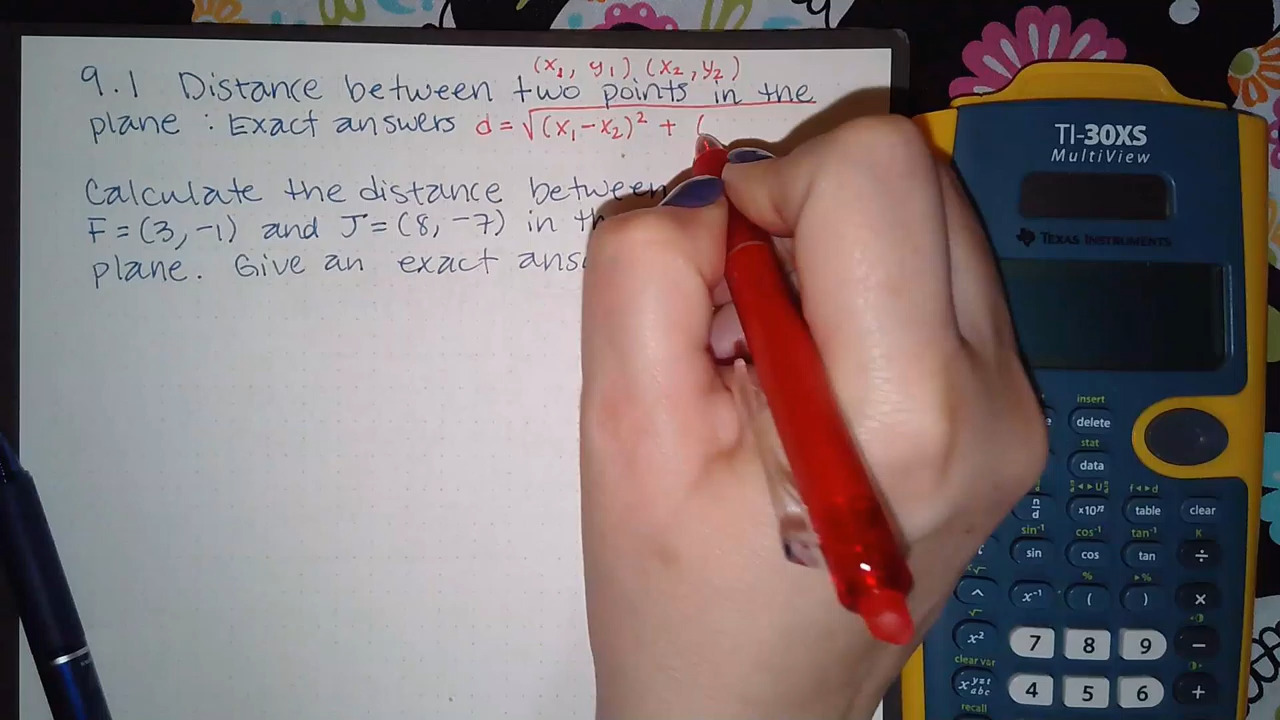 (x₁, y₁) (x₂, y₂)
9.1 Distance between two points in the
plane : Exact answers d = √(x₁ - x₂)² + (
Calculate the distance between
F = (3, -1) and J = (8, -7) in
plane. Give an exact
TI-30XS
MultiView
TEXAS INSTRUMENTS
insert
delete
stat
data
table
clear
×10ⁿ
n/d
sin⁻¹ cos⁻¹ tan⁻¹ K
sin cos tan ÷
% ▸%
^ x⁻¹ ( ) ×
√
x² 7 8 9 −
clear var
x yzt abc 4 5 6 +
recall